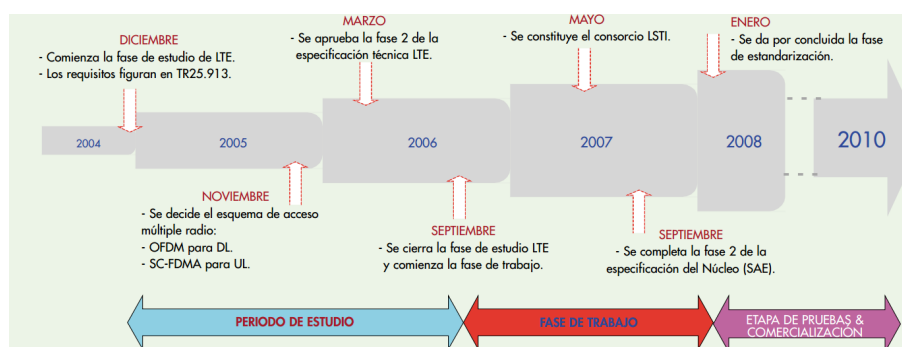 DICIEMBRE
- Comienza la fase de estudio de LTE.
- Los requisitos figuran en TR25.913.
MARZO
- Se aprueba la fase 2 de la
especificación técnica LTE.
MAYO
- Se constituye el consorcio LSTI.
ENERO
- Se da por concluida la fase
de estandarización.
2004
2005
2006
2007
2008
2010
NOVIEMBRE
- Se decide el esquema de acceso
múltiple radio:
- OFDM para DL.
- SC-FDMA para UL.
SEPTIEMBRE
- Se cierra la fase de estudio LTE
y comienza la fase de trabajo.
SEPTIEMBRE
- Se completa la fase 2 de la
especificación del Núcleo (SAE).
PERIODO DE ESTUDIO
FASE DE TRABAJO
ETAPA DE PRUEBAS &
COMERCIALIZACIÓN